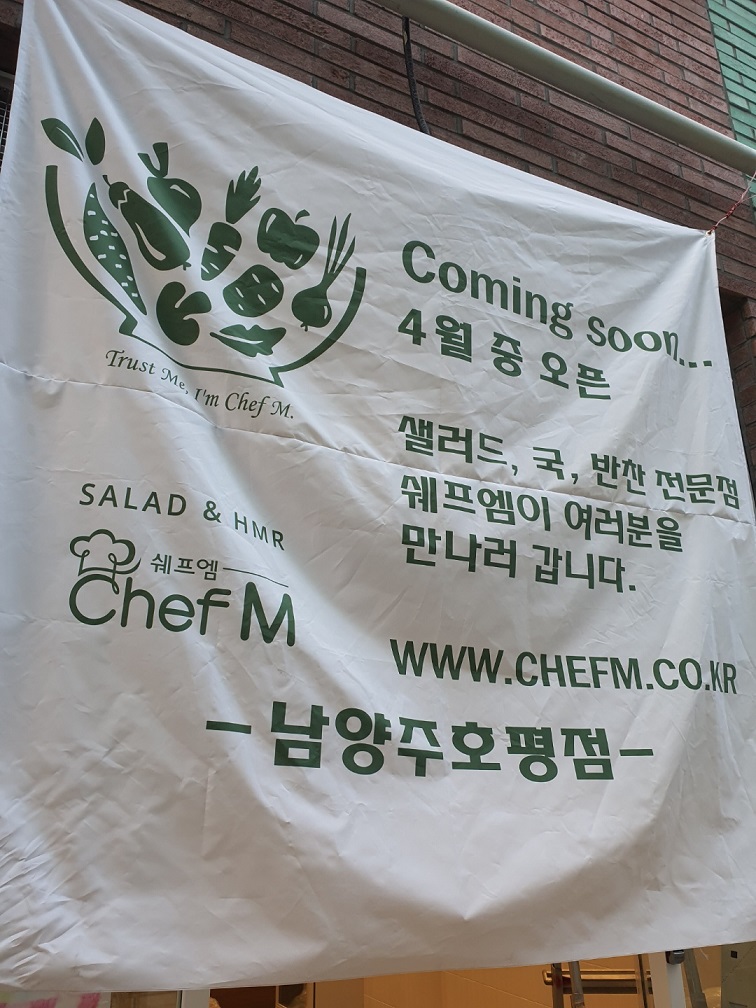 Trust Me, I'm Chef M.
SALAD & HMR
쉐프엠
Chef M
Coming soon...
4월 중 오픈
샐러드, 국, 반찬 전문점
쉐프엠이 여러분을
만나러 갑니다.
WWW.CHEFM.CO.KR
- 남양주호평점 -